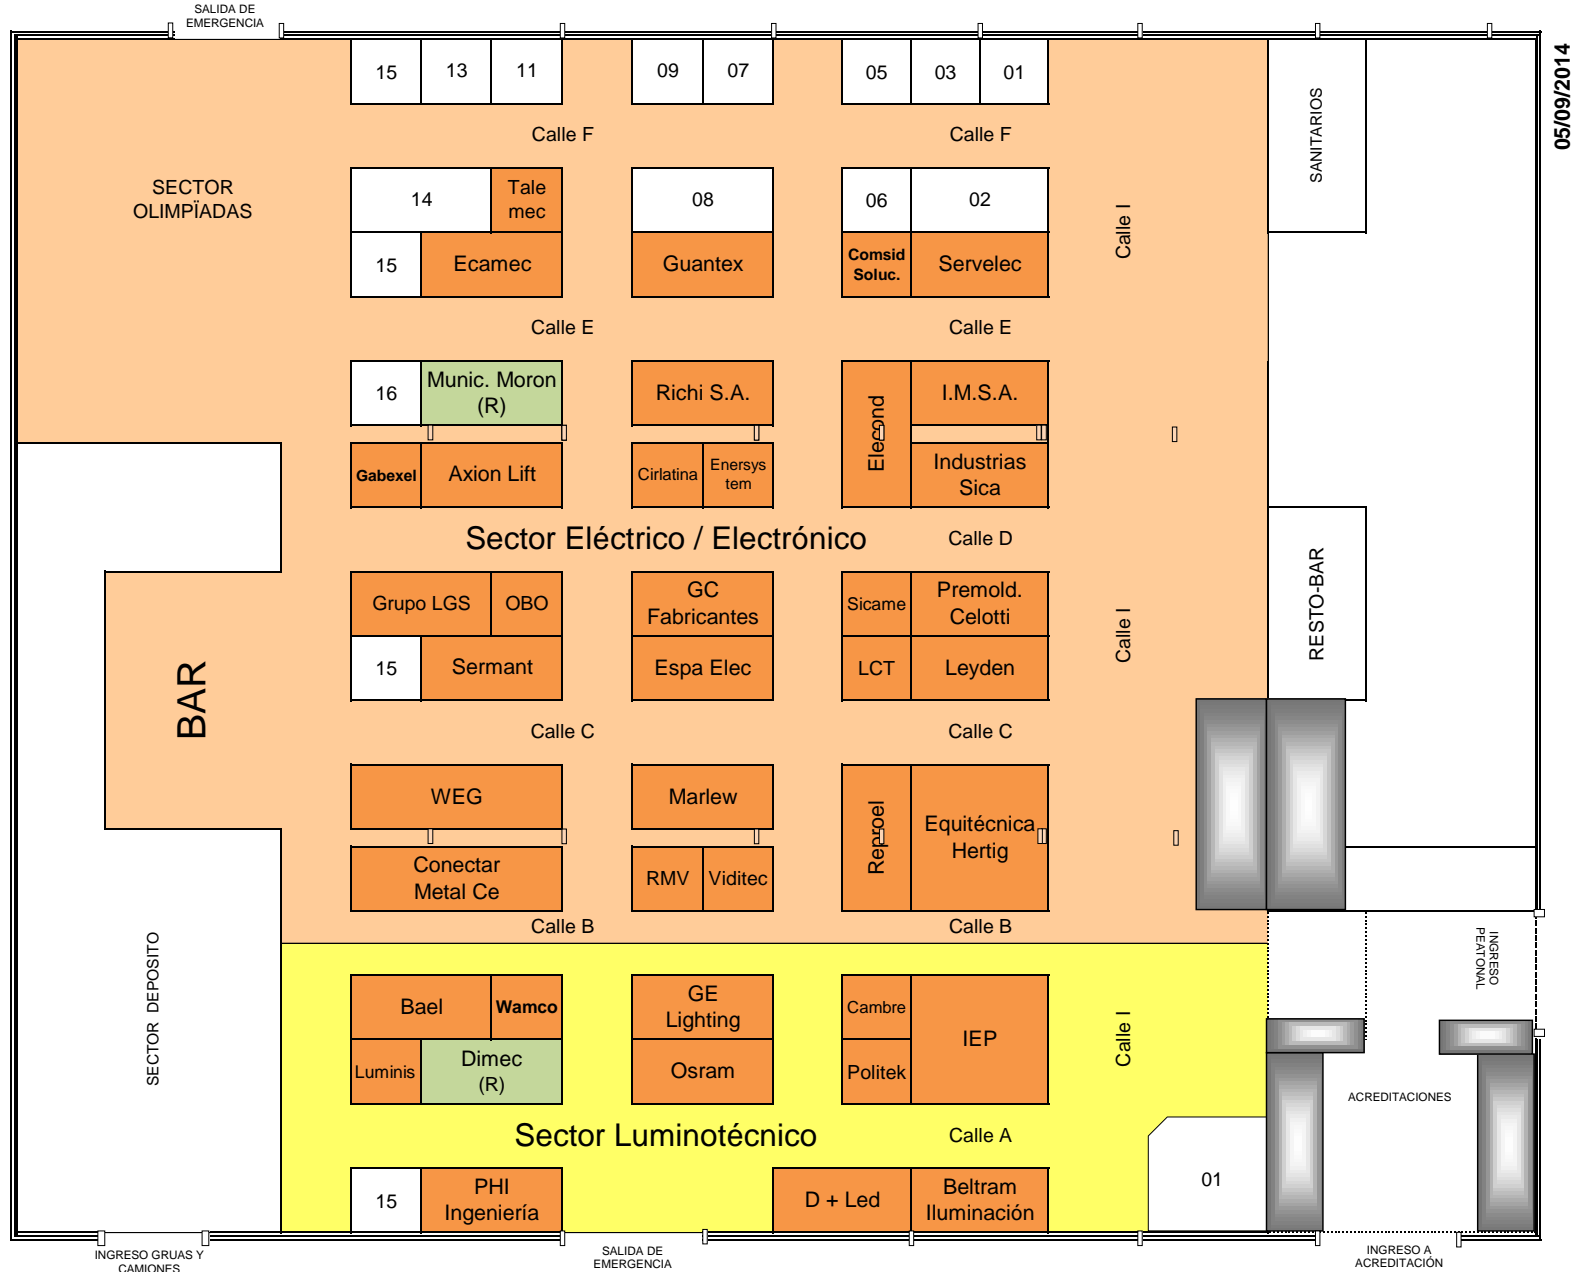 SALIDA DE
EMERGENCIA
05/09/2014
15
13
11
09
07
05
03
01
Calle F
Calle F
SANITARIOS
SECTOR
OLIMPÏADAS
14
Tale
mec
08
06
02
Calle I
15
Ecamec
Guantex
Comsid
Soluc.
Servelec
Calle E
Calle E
16
Munic. Moron
(R)
Richi S.A.
Elecond
I.M.S.A.
Gabexel
Axion Lift
Cirlatina
Enersys
tem
Industrias
Sica
Sector Eléctrico / Electrónico
Calle D
RESTO-BAR
Grupo LGS
OBO
GC
Fabricantes
Sicame
Premold.
Celotti
Calle I
BAR
15
Sermant
Espa Elec
LCT
Leyden
Calle C
Calle C
WEG
Marlew
Reproel
Equitécnica
Hertig
Conectar
Metal Ce
RMV
Viditec
Calle B
Calle B
INGRESO
PEATONAL
SECTOR DEPOSITO
Bael
Wamco
GE
Lighting
Cambre
IEP
Calle I
Luminis
Dimec
(R)
Osram
Politek
ACREDITACIONES
Sector Luminotécnico
Calle A
15
PHI
Ingeniería
D + Led
Beltram
Iluminación
01
INGRESO GRUAS Y
CAMIONES
SALIDA DE
EMERGENCIA
INGRESO A
ACREDITACIÓN